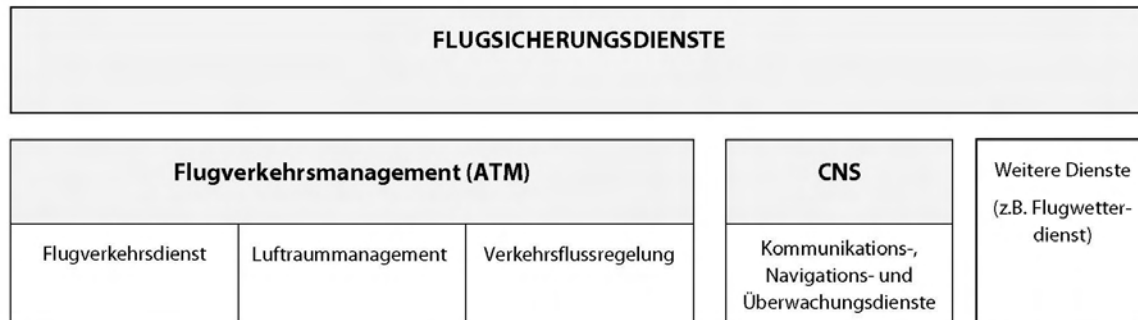 FLUGSICHERUNGSDIENSTE
Flugverkehrsmanagement (ATM)
Flugverkehrsdienst
Luftraummanagement
Verkehrsflussregelung
CNS
Kommunikations-,
Navigations- und
Überwachungsdienste
Weitere Dienste
(z.B. Flugwetter-
dienst)